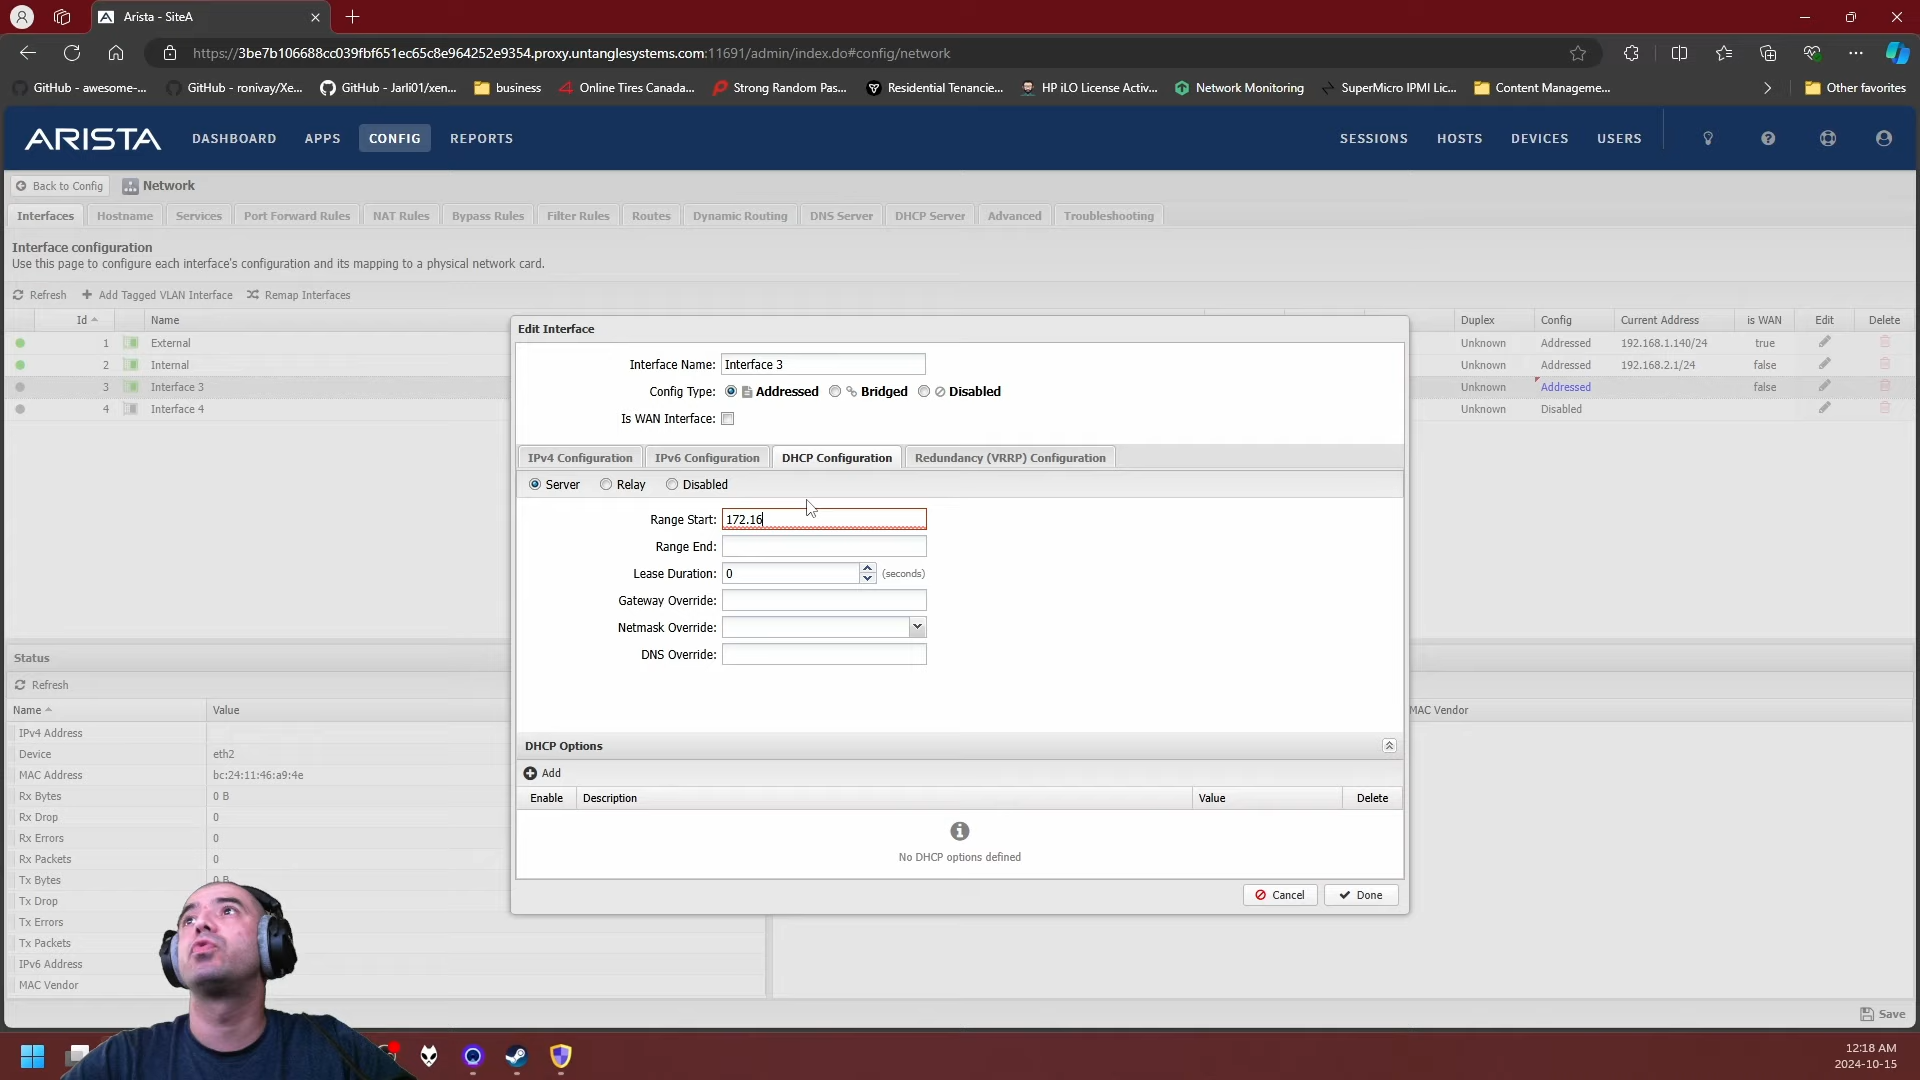 Arista - SiteA
https://3be7b106688cc039fbf651ec65c8e964252e9354.proxy.untanglesystems.com:11691/admin/index.do#config/network
GitHub - awesome-... GitHub - ronivay/Xe... GitHub - Jarli01/xen... business Online Tires Canada... Strong Random Pas... Residential Tenancie... HP iLO License Activ... Network Monitoring SuperMicro IPMI Lic... Content Manageme... Other favorites
ARISTA DASHBOARD APPS CONFIG REPORTS SESSIONS HOSTS DEVICES USERS
Back to Config Network
Interfaces Hostname Services Port Forward Rules NAT Rules Bypass Rules Filter Rules Routes Dynamic Routing DNS Server DHCP Server Advanced Troubleshooting
Interface configuration
Use this page to configure each interface's configuration and its mapping to a physical network card.
Refresh Add Tagged VLAN Interface Remap Interfaces
Id Name Duplex Config Current Address is WAN Edit Delete
1 External Unknown Addressed 192.168.1.140/24 true
2 Internal Unknown Addressed 192.168.2.1/24 false
3 Interface 3 Unknown Addressed false
4 Interface 4 Unknown Disabled
Edit Interface
Interface Name: Interface 3
Config Type: Addressed Bridged Disabled
Is WAN Interface:
IPv4 Configuration IPv6 Configuration DHCP Configuration Redundancy (VRRP) Configuration
Server Relay Disabled
Range Start: 172.16
Range End:
Lease Duration: 0 (seconds)
Gateway Override:
Netmask Override:
DNS Override:
DHCP Options
Add
Enable Description Value Delete
No DHCP options defined
Cancel Done
Status
Refresh
Name Value MAC Vendor
IPv4 Address
Device eth2
MAC Address bc:24:11:46:a9:4e
Rx Bytes 0 B
Rx Drop 0
Rx Errors 0
Rx Packets 0
Tx Bytes 0 B
Tx Drop
Tx Errors
Tx Packets
IPv6 Address
MAC Vendor
Save
12:18 AM
2024-10-15